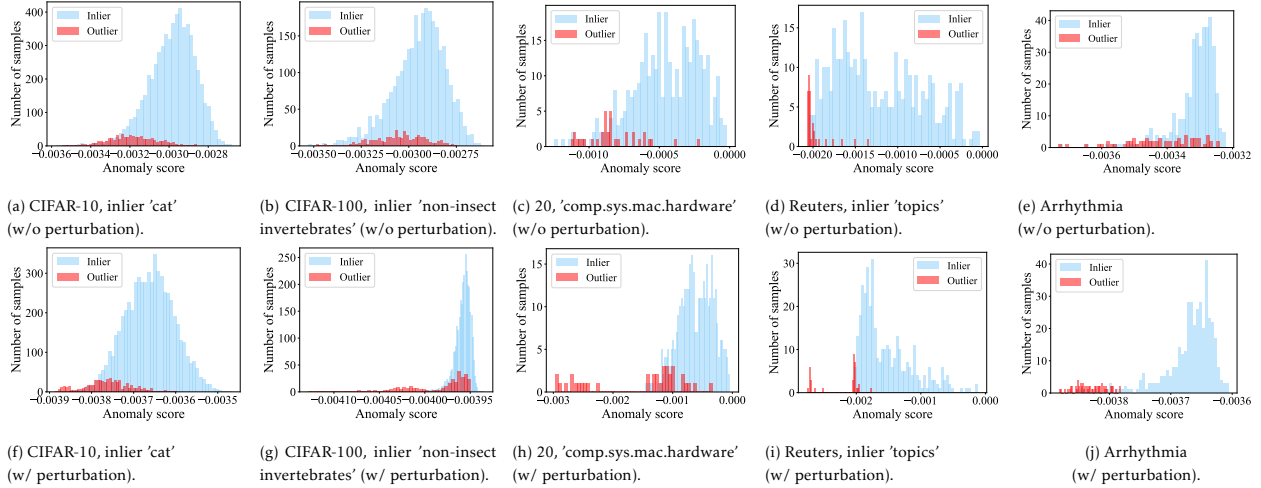 Number of samples
400
300
200
100
0
Inlier
Outlier
−0.0036 −0.0034 −0.0032 −0.0030 −0.0028
Anomaly score
(a) CIFAR-10, inlier 'cat'
(w/o perturbation).
Number of samples
150
100
50
0
Inlier
Outlier
−0.00350 −0.00325 −0.00300 −0.00275
Anomaly score
(b) CIFAR-100, inlier 'non-insect
invertebrates' (w/o perturbation).
Number of samples
15
10
5
0
Inlier
Outlier
−0.0010 −0.0005 0.0000
Anomaly score
(c) 20, 'comp.sys.mac.hardware'
(w/o perturbation).
Number of samples
15
10
5
0
Inlier
Outlier
−0.0020 −0.0015 −0.0010 −0.0005 0.0000
Anomaly score
(d) Reuters, inlier 'topics'
(w/o perturbation).
Number of samples
40
30
20
10
0
Inlier
Outlier
−0.0036 −0.0034 −0.0032
Anomaly score
(e) Arrhythmia
(w/o perturbation).
Number of samples
300
200
100
0
Inlier
Outlier
−0.0039 −0.0038 −0.0037 −0.0036 −0.0035
Anomaly score
(f) CIFAR-10, inlier 'cat'
(w/ perturbation).
Number of samples
250
200
150
100
50
0
Inlier
Outlier
−0.00410 −0.00405 −0.00400 −0.00395
Anomaly score
(g) CIFAR-100, inlier 'non-insect
invertebrates' (w/ perturbation).
Number of samples
15
10
5
0
Inlier
Outlier
−0.003 −0.002 −0.001 0.000
Anomaly score
(h) 20, 'comp.sys.mac.hardware'
(w/ perturbation).
Number of samples
30
20
10
0
Inlier
Outlier
−0.002 −0.001 0.000
Anomaly score
(i) Reuters, inlier 'topics'
(w/ perturbation).
Number of samples
40
30
20
10
0
Inlier
Outlier
−0.0038 −0.0037 −0.0036
Anomaly score
(j) Arrhythmia
(w/ perturbation).